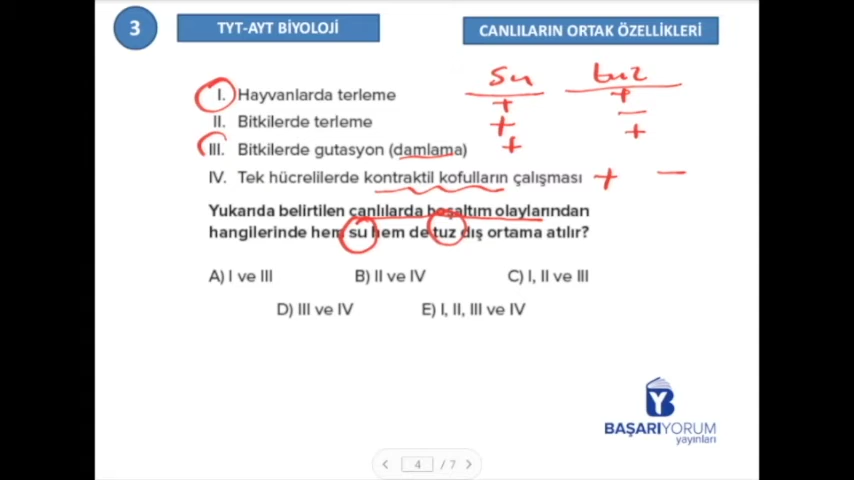 3
TYT-AYT BİYOLOJİ
CANLILARIN ORTAK ÖZELLİKLERİ
su tuz
I. Hayvanlarda terleme + +
II. Bitkilerde terleme + —
III. Bitkilerde gutasyon (damlama) + +
IV. Tek hücrelilerde kontraktil kofulların çalışması + —
Yukarıda belirtilen canlılarda boşaltım olaylarından
hangilerinde hem su hem de tuz dış ortama atılır?
A) I ve III B) II ve IV C) I, II ve III
D) III ve IV E) I, II, III ve IV
BAŞARIYORUM
yayınları
4 / 7